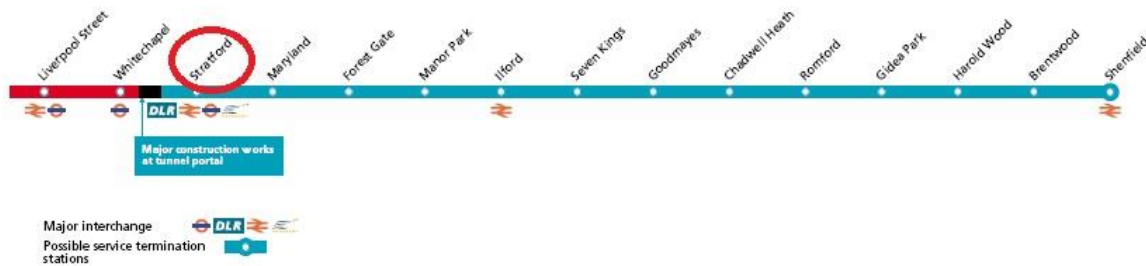 Liverpool Street
Whitechapel
Stratford
Maryland
Forest Gate
Manor Park
Ilford
Seven Kings
Goodmayes
Chadwell Heath
Romford
Gidea Park
Harold Wood
Brentwood
Shenfield
DLR
Major construction works
at tunnel portal
Major interchange DLR
Possible service termination
stations